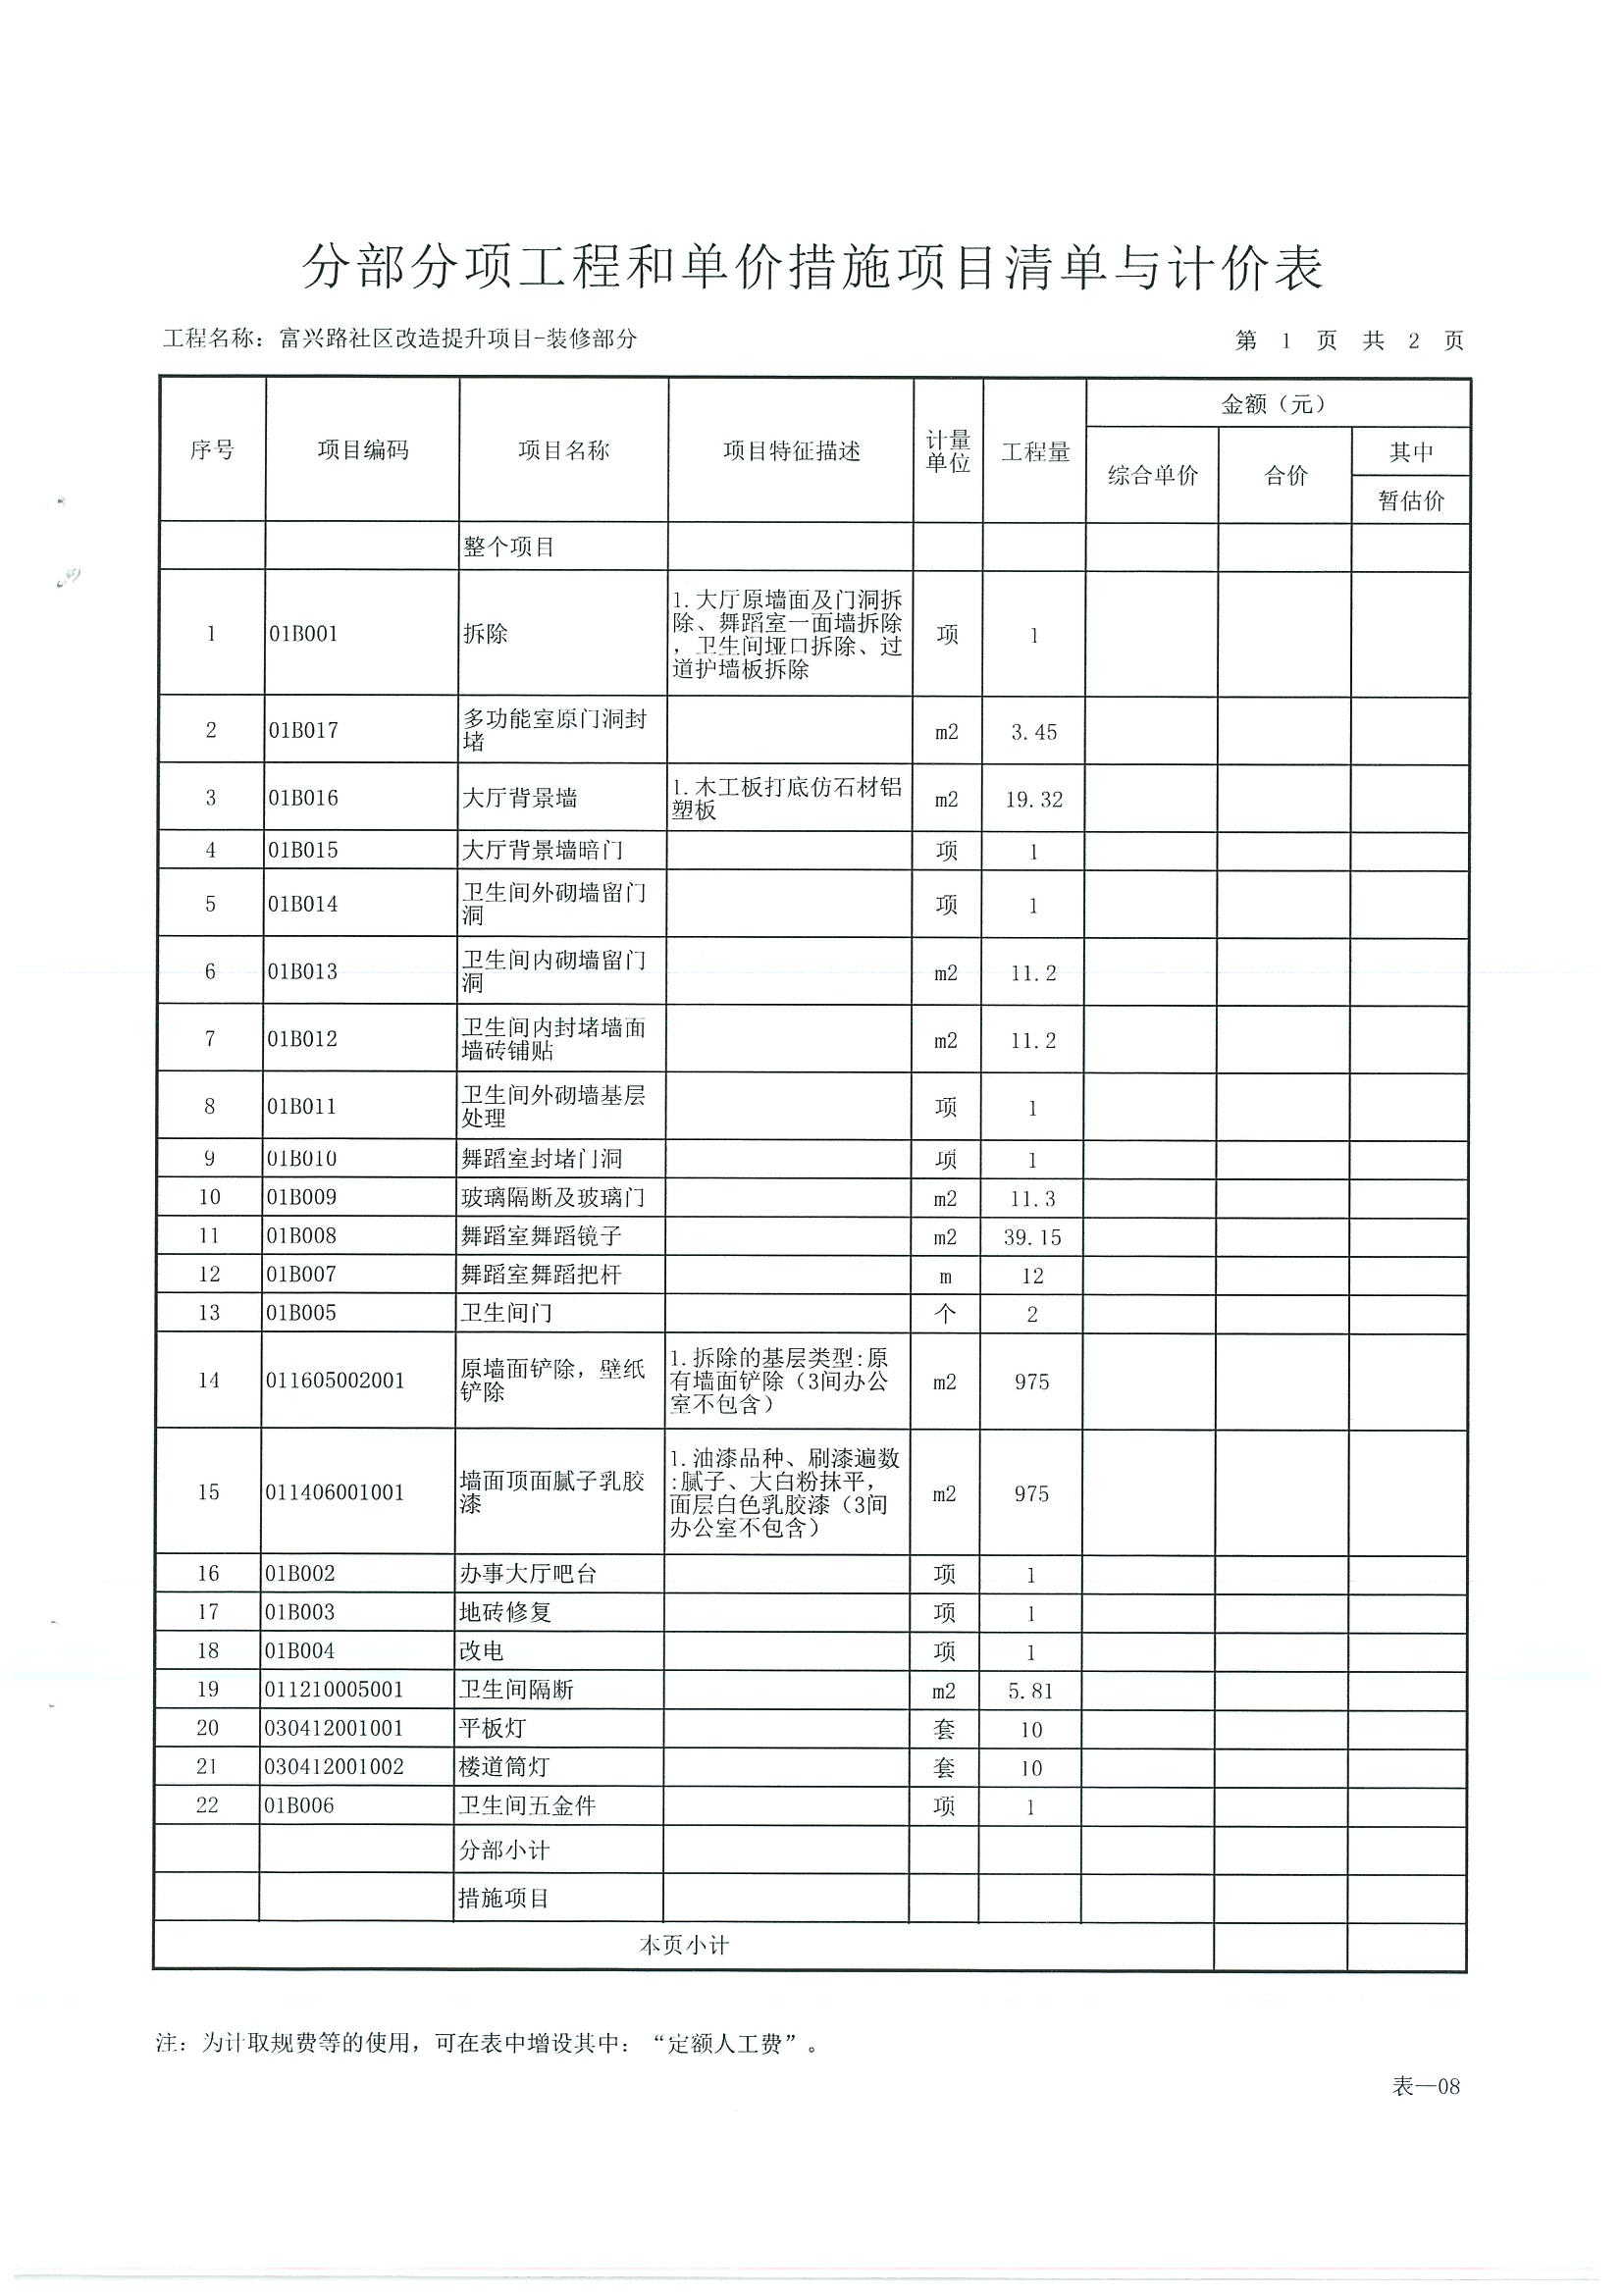 分部分项工程和单价措施项目清单与计价表
工程名称：富兴路社区改造提升项目-装修部分 第 1 页 共 2 页
序号 项目编码 项目名称 项目特征描述 计量单位 工程量 金额（元）
综合单价 合价 其中
暂估价
整个项目
1 01B001 拆除 1.大厅原墙面及门洞拆
除、舞蹈室一面墙拆除
，卫生间垭口拆除、过
道护墙板拆除 项 1
2 01B017 多功能室原门洞封
堵 m2 3.45
3 01B016 大厅背景墙 1.木工板打底仿石材铝
塑板 m2 19.32
4 01B015 大厅背景墙暗门 项 1
5 01B014 卫生间外砌墙留门
洞 项 1
6 01B013 卫生间内砌墙留门
洞 m2 11.2
7 01B012 卫生间内封堵墙面
墙砖铺贴 m2 11.2
8 01B011 卫生间外砌墙基层
处理 项 1
9 01B010 舞蹈室封堵门洞 项 1
10 01B009 玻璃隔断及玻璃门 m2 11.3
11 01B008 舞蹈室舞蹈镜子 m2 39.15
12 01B007 舞蹈室舞蹈把杆 m 12
13 01B005 卫生间门 个 2
14 011605002001 原墙面铲除，壁纸
铲除 1.拆除的基层类型:原
有墙面铲除（3间办公
室不包含） m2 975
15 011406001001 墙面顶面腻子乳胶
漆 1.油漆品种、刷漆遍数
:腻子、大白粉抹平，
面层白色乳胶漆（3间
办公室不包含） m2 975
16 01B002 办事大厅吧台 项 1
17 01B003 地砖修复 项 1
18 01B004 改电 项 1
19 011210005001 卫生间隔断 m2 5.81
20 030412001001 平板灯 套 10
21 030412001002 楼道筒灯 套 10
22 01B006 卫生间五金件 项 1
分部小计
措施项目
本页小计
注：为计取规费等的使用，可在表中增设其中：“定额人工费”。
表—08